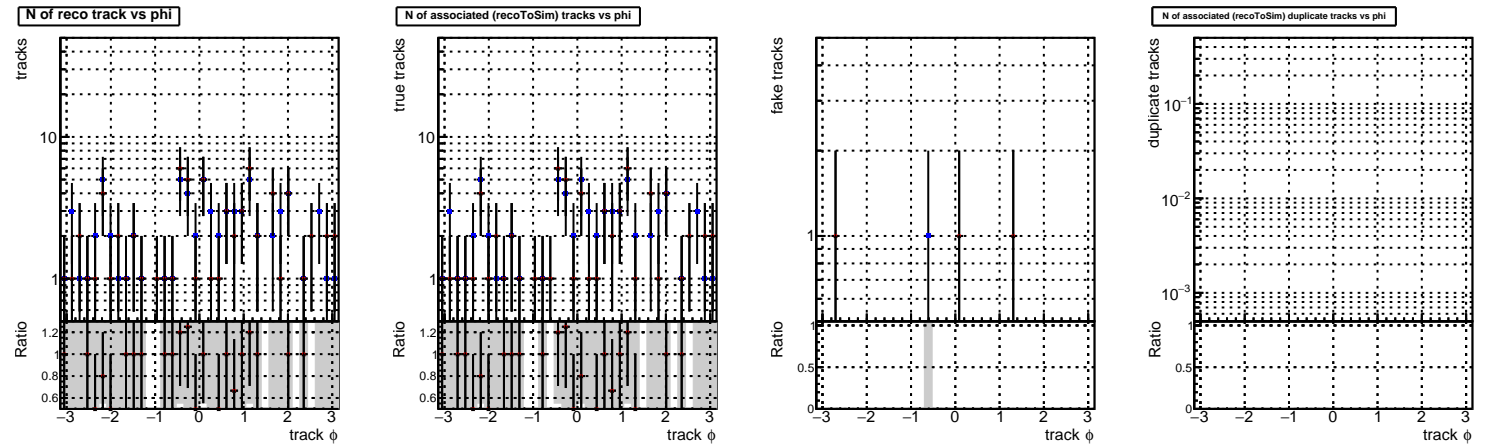 N of reco track vs phi
tracks
10
1
Ratio
1.2
1
0.8
0.6
−3 −2 −1 0 1 2 3
track ϕ
N of associated (recoToSim) tracks vs phi
true tracks
10
1
Ratio
1.2
1
0.8
0.6
−3 −2 −1 0 1 2 3
track ϕ
fake tracks
1
Ratio
1
0.5
0
−3 −2 −1 0 1 2 3
track ϕ
N of associated (recoToSim) duplicate tracks vs phi
duplicate tracks
10⁻¹
10⁻²
10⁻³
Ratio
1
0.5
0
−3 −2 −1 0 1 2 3
track ϕ